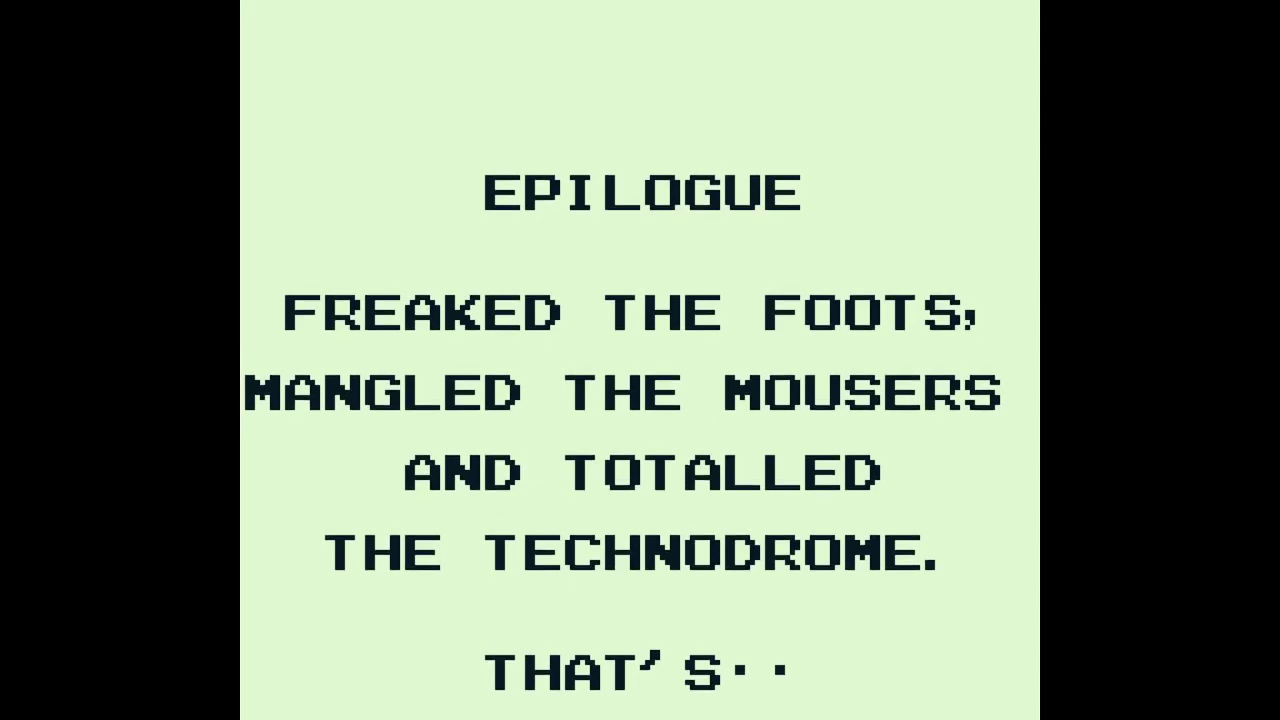 EPILOGUE
FREAKED THE FOOTS,
MANGLED THE MOUSERS
AND TOTALLED
THE TECHNODROME.
THAT'S··